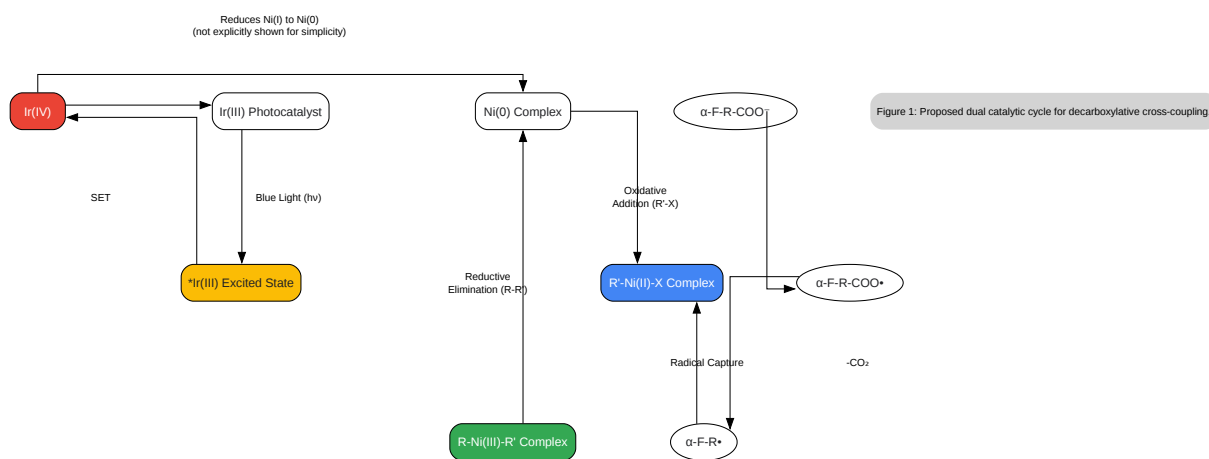 Reduces Ni(I) to Ni(0)
(not explicitly shown for simplicity)
Ir(IV)
Ir(III) Photocatalyst
Ni(0) Complex
α-F-R-COO⁻
Figure 1: Proposed dual catalytic cycle for decarboxylative cross-coupling.
SET
Blue Light (hν)
Oxidative
Addition (R'-X)
*Ir(III) Excited State
Reductive
Elimination (R-R')
R'-Ni(II)-X Complex
α-F-R-COO•
Radical Capture
-CO₂
R-Ni(III)-R' Complex
α-F-R•